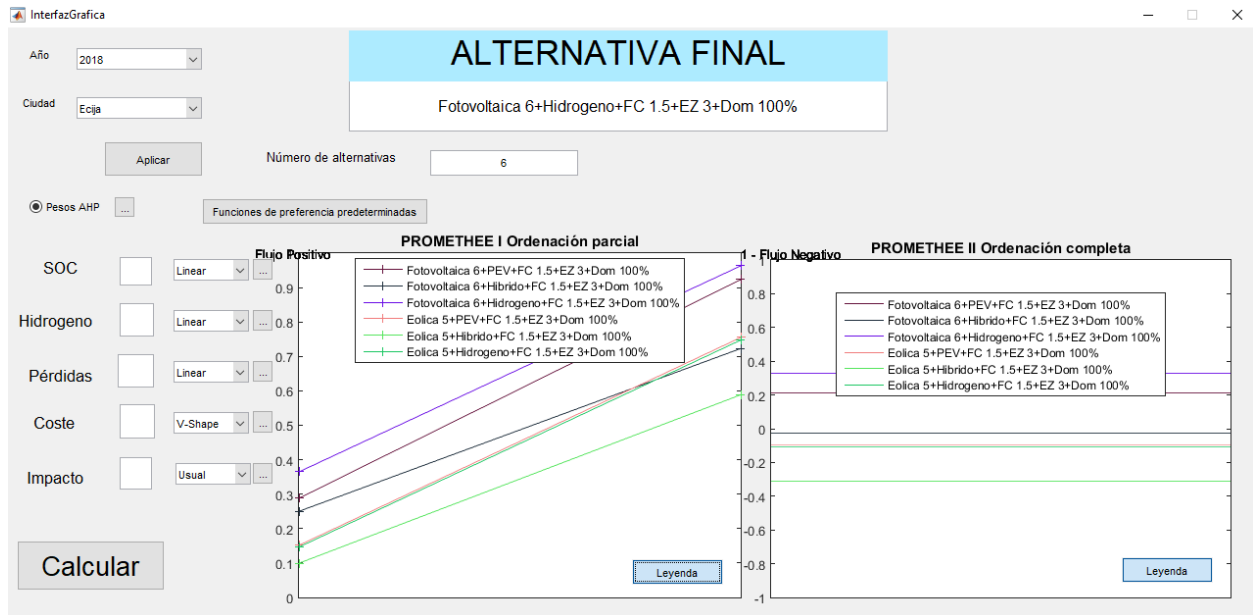 InterfazGrafica
Año
2018
Ciudad
Ecija
Aplicar
ALTERNATIVA FINAL
Fotovoltaica 6+Hidrogeno+FC 1.5+EZ 3+Dom 100%
Número de alternativas
6
Pesos AHP
...
Funciones de preferencia predeterminadas
SOC
Linear
...
Hidrogeno
Linear
...
Pérdidas
Linear
...
Coste
V-Shape
...
Impacto
Usual
...
Calcular
PROMETHEE I Ordenación parcial
Flujo Positivo
1 - Flujo Negativo
0.9
0.8
0.7
0.6
0.5
0.4
0.3
0.2
0.1
0
Fotovoltaica 6+PEV+FC 1.5+EZ 3+Dom 100%
Fotovoltaica 6+Hibrido+FC 1.5+EZ 3+Dom 100%
Fotovoltaica 6+Hidrogeno+FC 1.5+EZ 3+Dom 100%
Eolica 5+PEV+FC 1.5+EZ 3+Dom 100%
Eolica 5+Hibrido+FC 1.5+EZ 3+Dom 100%
Eolica 5+Hidrogeno+FC 1.5+EZ 3+Dom 100%
Leyenda
PROMETHEE II Ordenación completa
1
0.8
0.6
0.4
0.2
0
-0.2
-0.4
-0.6
-0.8
-1
Fotovoltaica 6+PEV+FC 1.5+EZ 3+Dom 100%
Fotovoltaica 6+Hibrido+FC 1.5+EZ 3+Dom 100%
Fotovoltaica 6+Hidrogeno+FC 1.5+EZ 3+Dom 100%
Eolica 5+PEV+FC 1.5+EZ 3+Dom 100%
Eolica 5+Hibrido+FC 1.5+EZ 3+Dom 100%
Eolica 5+Hidrogeno+FC 1.5+EZ 3+Dom 100%
Leyenda